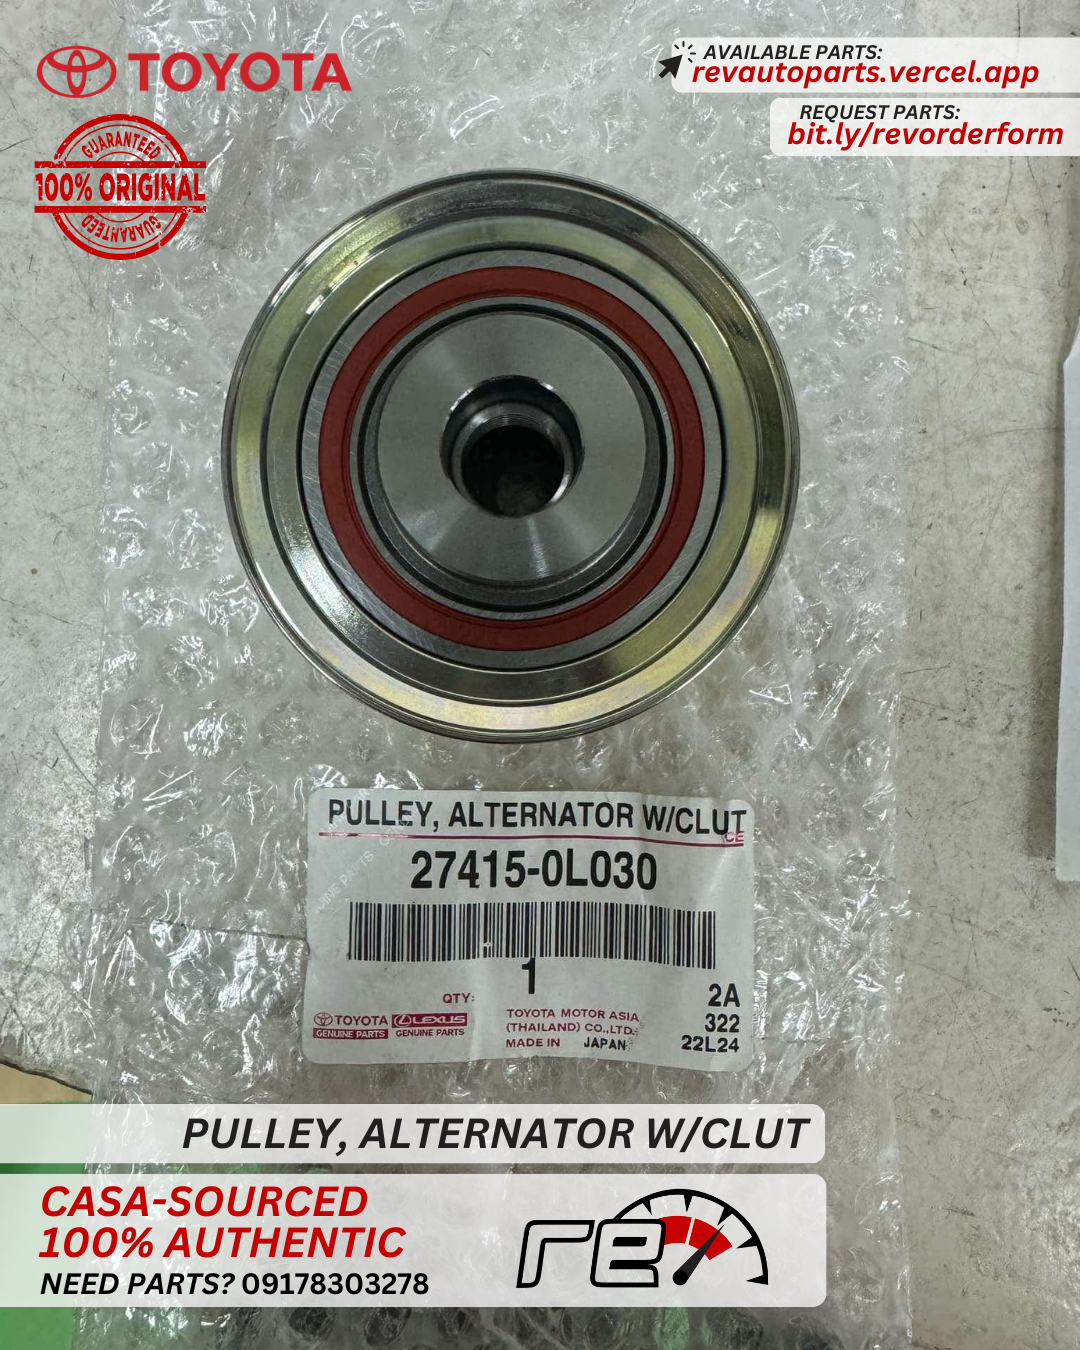 TOYOTA
GUARANTEED
100% ORIGINAL
GUARANTEED
AVAILABLE PARTS:
revautoparts.vercel.app
REQUEST PARTS:
bit.ly/revorderform
PULLEY, ALTERNATOR W/CLUT
27415-0L030
1
QTY:
2A
322
22L24
TOYOTA LEXUS
GENUINE PARTS GENUINE PARTS
TOYOTA MOTOR ASIA
(THAILAND) CO.,LTD.
MADE IN JAPAN
PULLEY, ALTERNATOR W/CLUT
CASA-SOURCED
100% AUTHENTIC
NEED PARTS? 09178303278
re